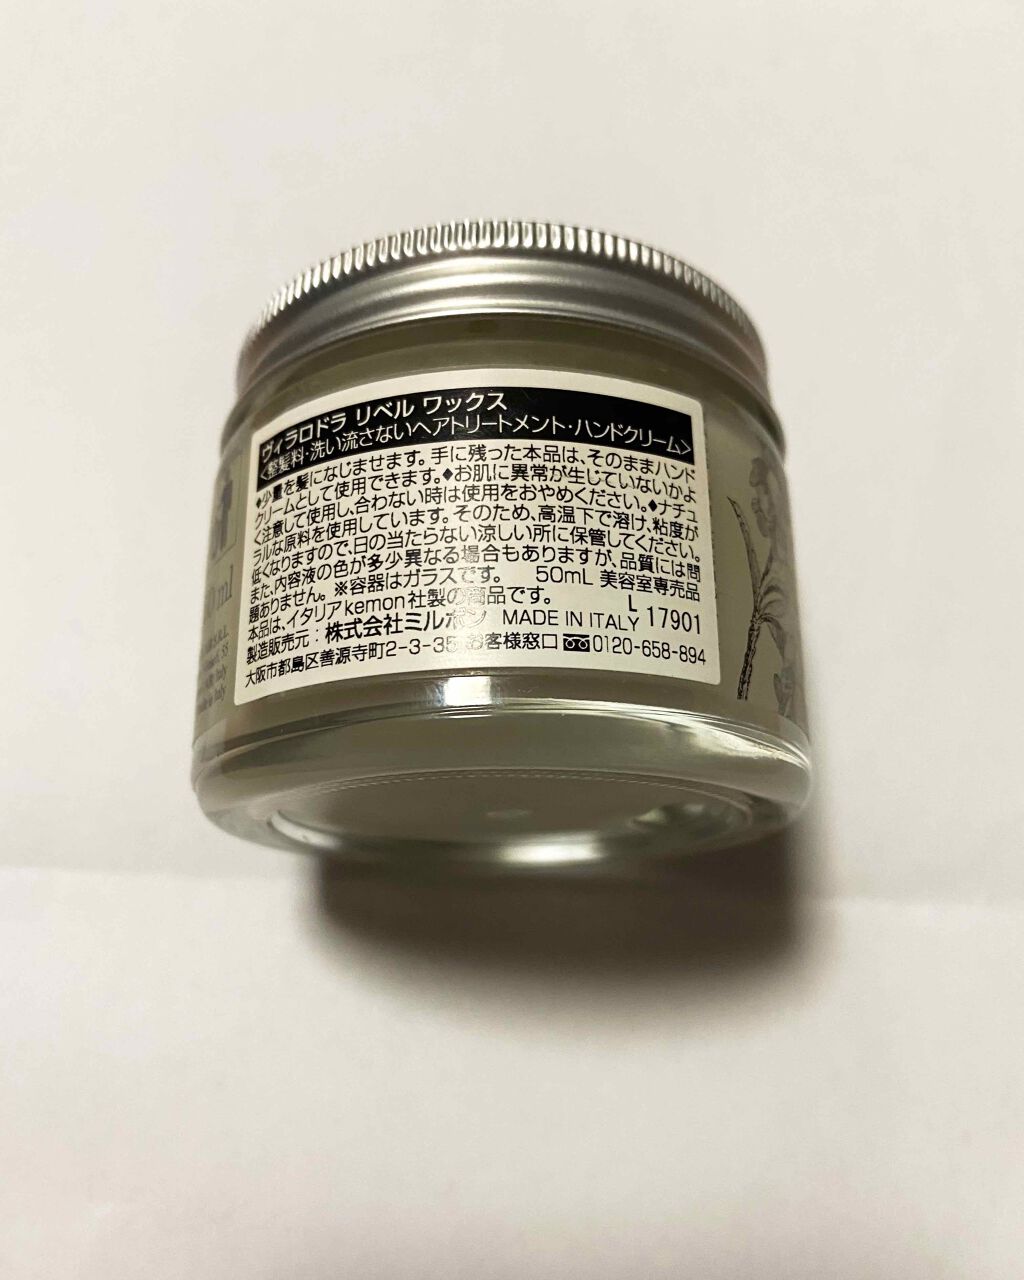 ヴィラロドラ リベル ワックス
<整髪料・洗い流さないヘアトリートメント・ハンドクリーム>
◆少量を髪になじませます。手に残った本品は、そのままハンド
クリームとして使用できます。◆お肌に異常が生じていないかよ
く注意して使用し、合わない時は使用をおやめください。◆ナチュ
ラルな原料を使用しています。そのため、高温下で溶け、粘度が
低くなりますので、日の当たらない涼しい所に保管してください。
また、内容液の色が多少異なる場合もありますが、品質には問
題ありません。※容器はガラスです。 50mL 美容室専売品
本品は、イタリアkemon社製の商品です。 L
製造販売元:株式会社ミルボン MADE IN ITALY 17901
大阪市都島区善源寺町2-3-35 お客様窓口 0120-658-894
ml
Italy